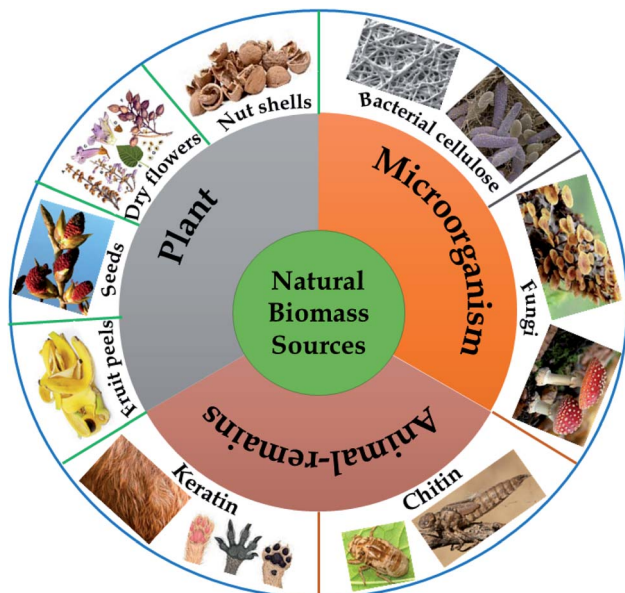 Natural
Biomass
Sources
Plant
Microorganism
Animal-remains
Nut shells
Dry flowers
Seeds
Fruit peels
Bacterial cellulose
Fungi
Chitin
Keratin